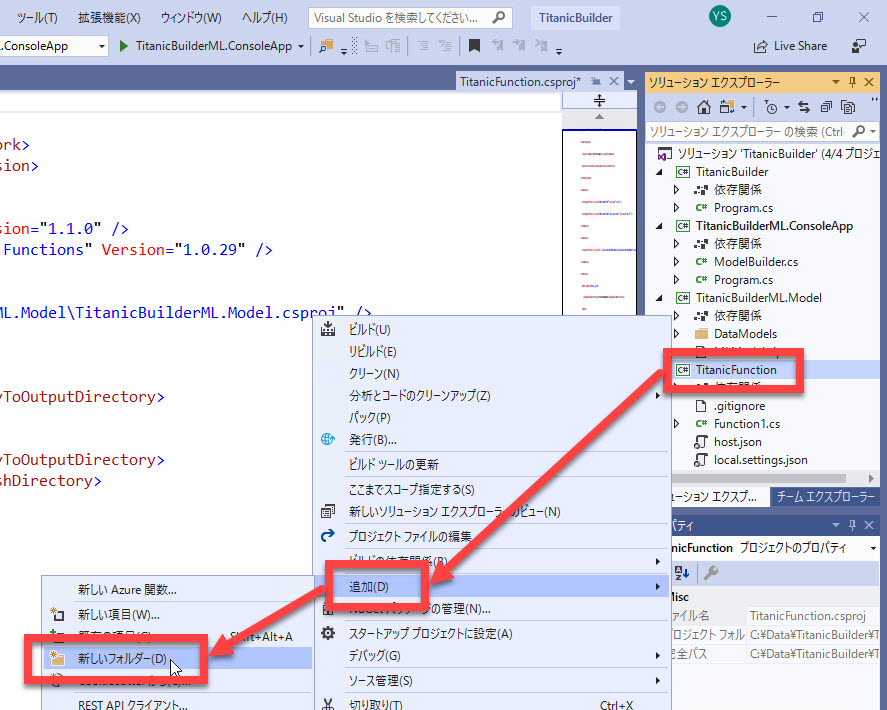 ツール(T) 拡張機能(X) ウィンドウ(W) ヘルプ(H) Visual Studio を検索してください... TitanicBuilder YS
.ConsoleApp TitanicBuilderML.ConsoleApp Live Share
TitanicFunction.csproj*
ork>
sion>
sion="1.1.0" />
Functions" Version="1.0.29" />
ML.Model\TitanicBuilderML.Model.csproj" />
yToOutputDirectory>
yToOutputDirectory>
shDirectory>
ソリューション エクスプローラー
ソリューション エクスプローラー の検索 (Ctrl-
ソリューション 'TitanicBuilder' (4/4 プロジェ
C# TitanicBuilder
依存関係
C# Program.cs
C# TitanicBuilderML.ConsoleApp
依存関係
C# ModelBuilder.cs
C# Program.cs
C# TitanicBuilderML.Model
依存関係
DataModels
C# TitanicFunction
依存関係
.gitignore
C# Function1.cs
host.json
local.settings.json
ューション エクスプ... チーム エクスプローラー
パティ
nicFunction プロジェクトのプロパティ
Misc
ァイル名 TitanicFunction.csproj
ロジェクト フォル C:¥Data¥TitanicBuilder¥T
完全パス C:¥Data¥TitanicBuilder¥T
ビルド(U)
リビルド(E)
クリーン(N)
分析とコードのクリーンアップ(Z)
パック(P)
発行(B)...
ビルド ツールの更新
ここまでスコープ指定する(S)
新しいソリューション エクスプローラーのビュー(N)
プロジェクト ファイルの編集
ビルドの依存関係(B)
追加(D)
NuGet パッケージの管理(N)...
スタートアップ プロジェクトに設定(A)
デバッグ(G)
ソース管理(S)
切り取り(T) Ctrl+X
新しい Azure 関数...
新しい項目(W)...
既存の項目(G)... Shift+Alt+A
新しいフォルダー(D)
REST API クライアント...